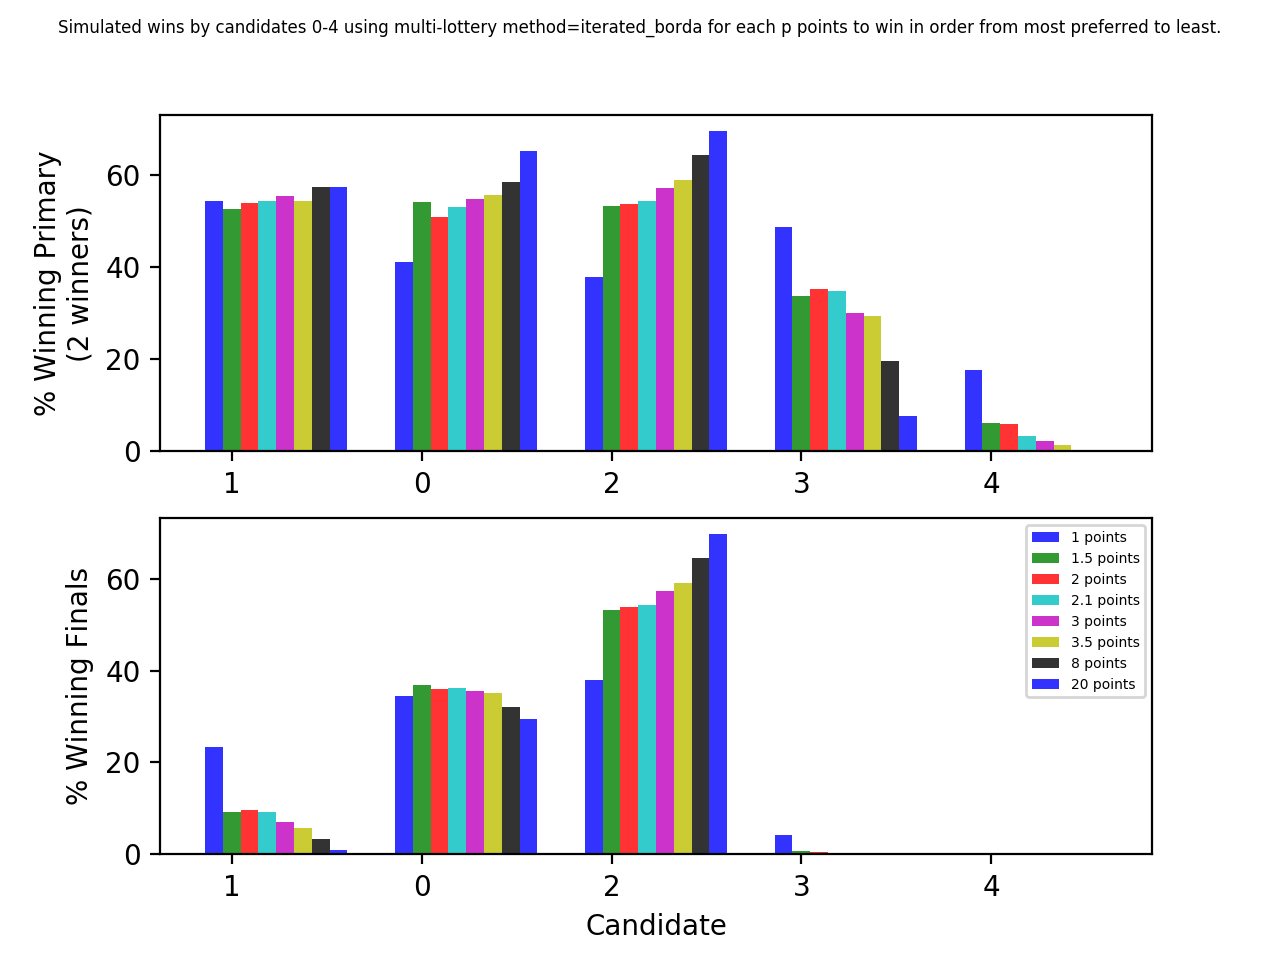 Simulated wins by candidates 0-4 using multi-lottery method=iterated_borda for each p points to win in order from most preferred to least.
% Winning Primary
(2 winners)
60
40
20
0
1
0
2
3
4
% Winning Finals
60
40
20
0
1 points
1.5 points
2 points
2.1 points
3 points
3.5 points
8 points
20 points
1
0
2
3
4
Candidate